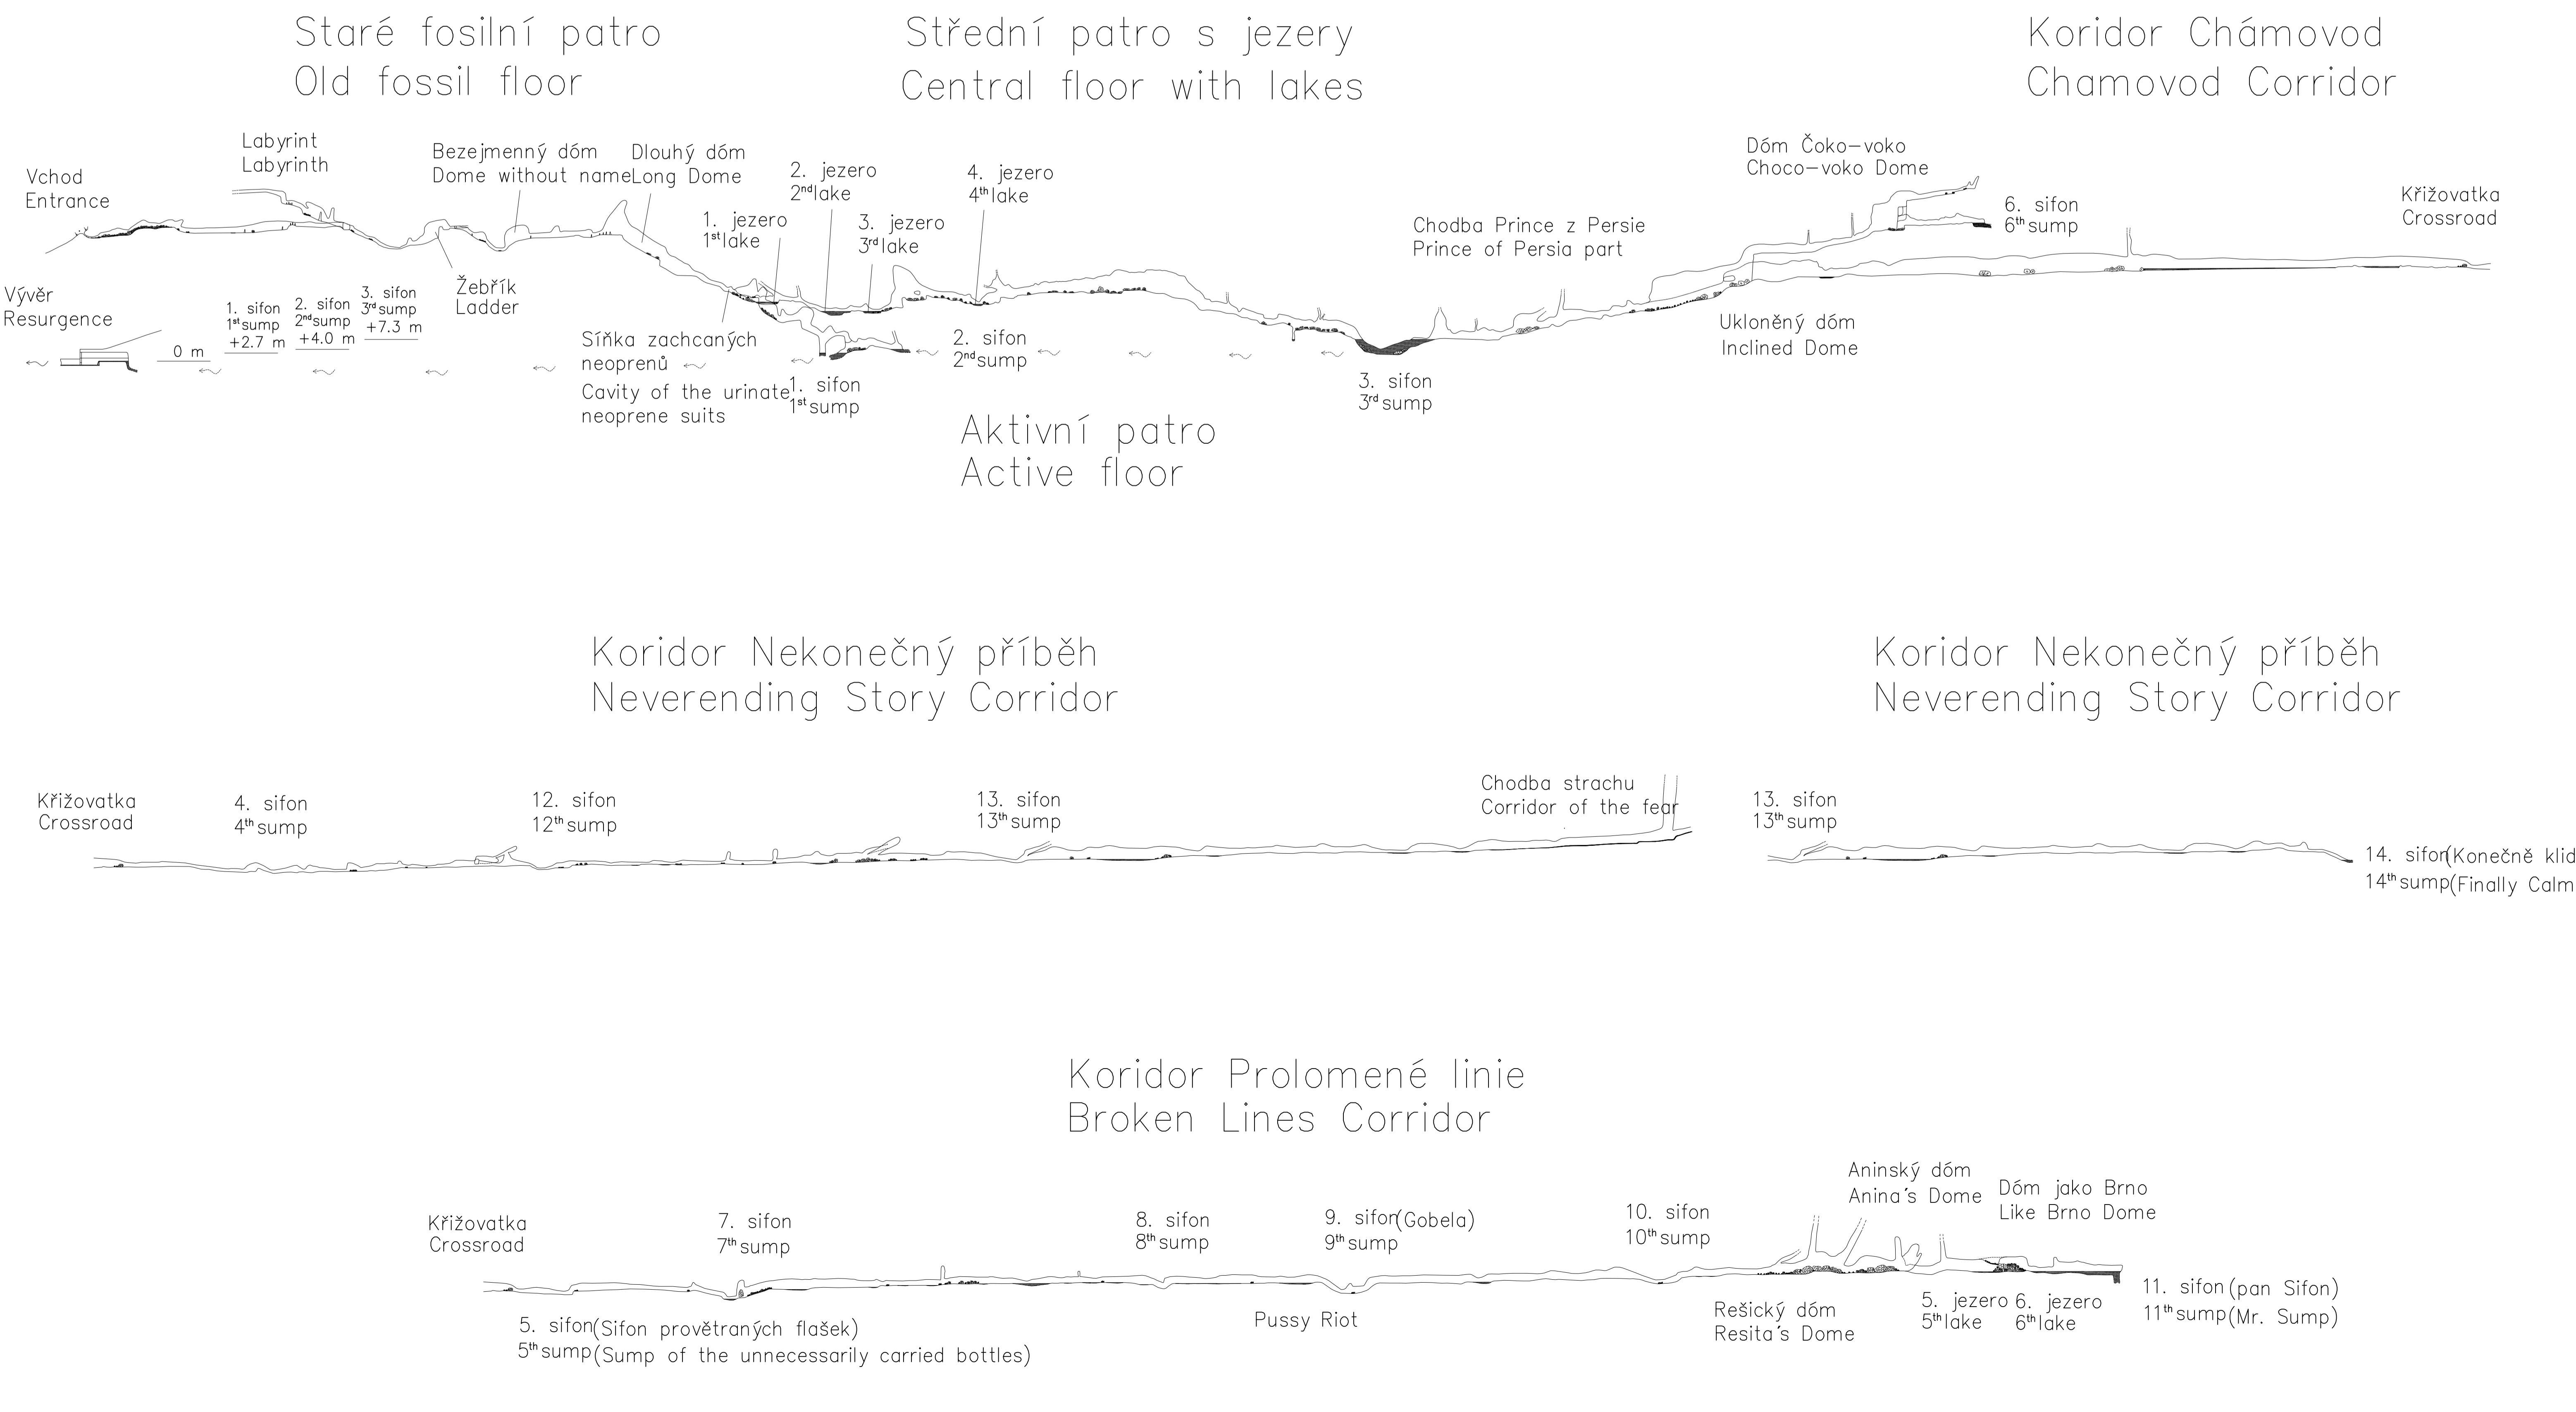 Staré fosilní patro
Old fossil floor
Střední patro s jezery
Central floor with lakes
Koridor Chámovod
Chamovod Corridor
Vchod
Entrance
Labyrint
Labyrinth
Bezejmenný dóm
Dome without name
Dlouhý dóm
Long Dome
1. jezero
1st lake
2. jezero
2nd lake
3. jezero
3rd lake
4. jezero
4th lake
Chodba Prince z Persie
Prince of Persia part
Dóm Čoko-voko
Choco-voko Dome
6. sifon
6th sump
Křižovatka
Crossroad
Vývěr
Resurgence
0 m
1. sifon
1st sump
+2.7 m
2. sifon
2nd sump
+4.0 m
3. sifon
3rd sump
+7.3 m
Žebřík
Ladder
Síňka zachcaných
neoprenů
Cavity of the urinate
neoprene suits
1. sifon
1st sump
2. sifon
2nd sump
3. sifon
3rd sump
Ukloněný dóm
Inclined Dome
Aktivní patro
Active floor
Koridor Nekonečný příběh
Neverending Story Corridor
Koridor Nekonečný příběh
Neverending Story Corridor
Křižovatka
Crossroad
4. sifon
4th sump
12. sifon
12th sump
13. sifon
13th sump
Chodba strachu
Corridor of the fear
13. sifon
13th sump
14. sifon(Konečně klid
14th sump(Finally Calm
Koridor Prolomené linie
Broken Lines Corridor
Křižovatka
Crossroad
7. sifon
7th sump
8. sifon
8th sump
9. sifon(Gobela)
9th sump
10. sifon
10th sump
Aninský dóm
Anina's Dome
Dóm jako Brno
Like Brno Dome
5. sifon(Sifon provětraných flašek)
5th sump(Sump of the unnecessarily carried bottles)
Pussy Riot
Rešický dóm
Resita's Dome
5. jezero
5th lake
6. jezero
6th lake
11. sifon (pan Sifon)
11th sump(Mr. Sump)